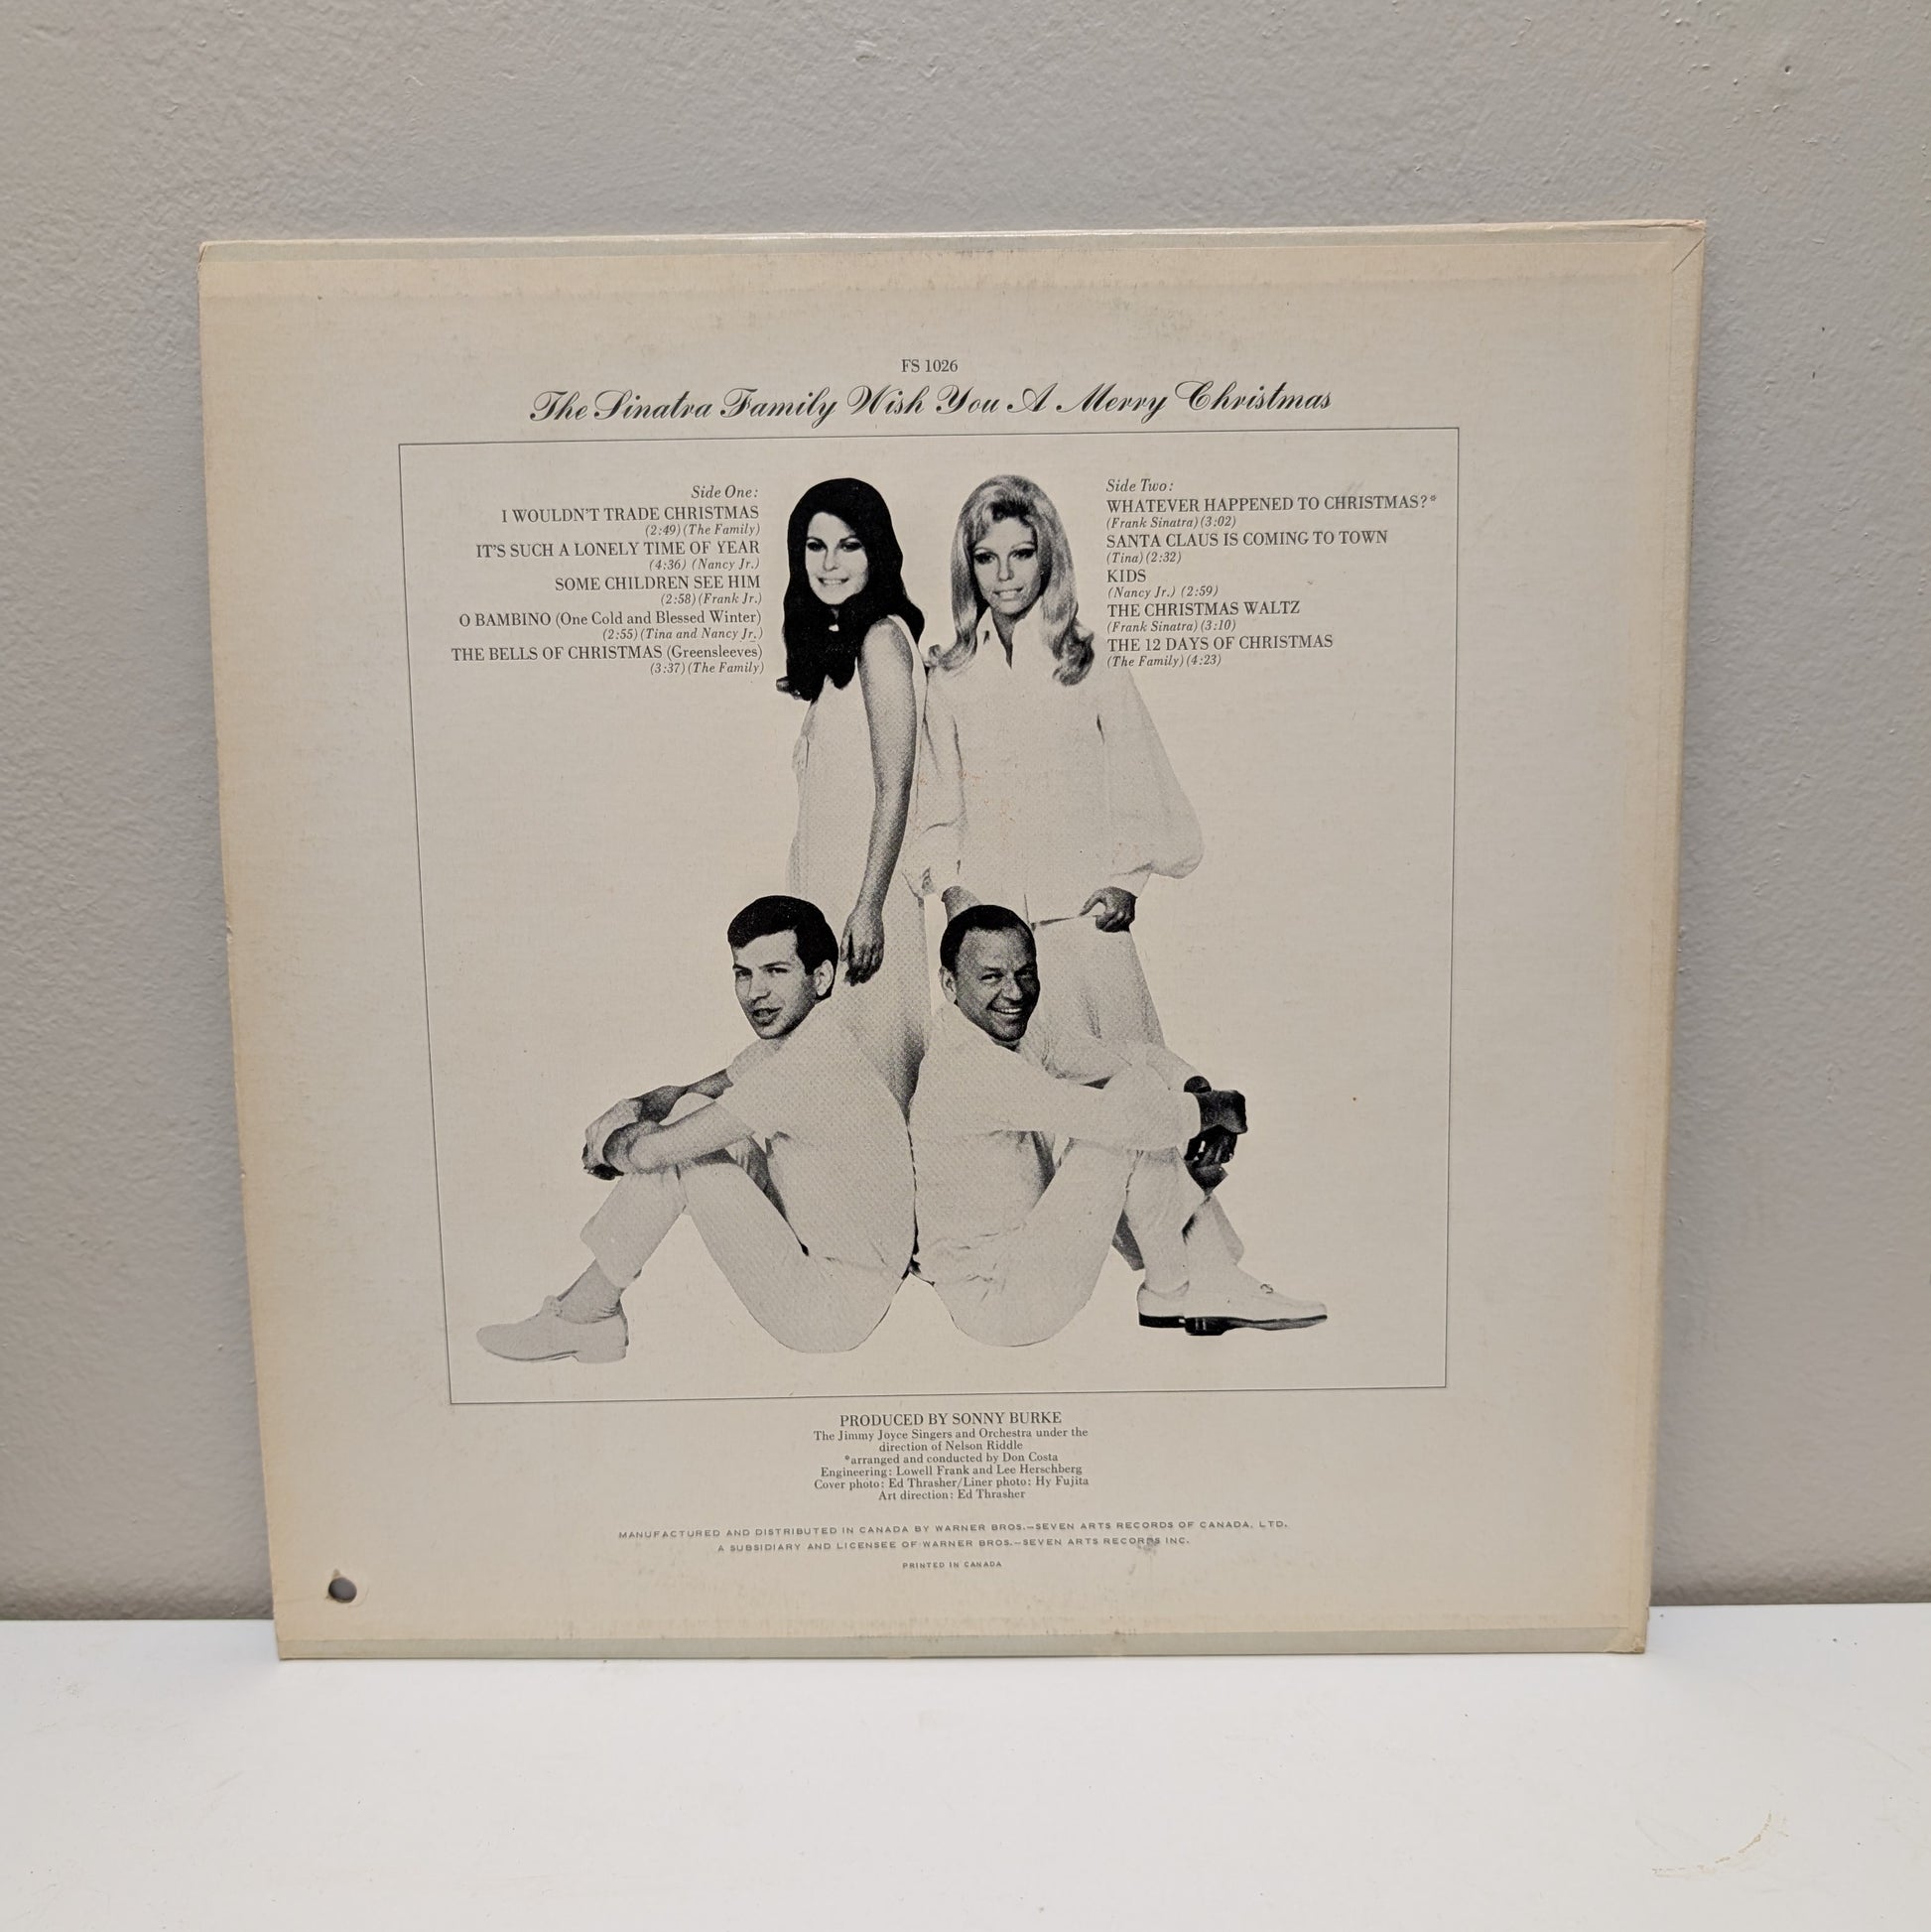 FS 1026
The Sinatra Family Wish You A Merry Christmas
Side One:
I WOULDN'T TRADE CHRISTMAS
(2:49) (The Family)
IT'S SUCH A LONELY TIME OF YEAR
(4:36) (Nancy Jr.)
SOME CHILDREN SEE HIM
(2:58) (Frank Jr.)
O BAMBINO (One Cold and Blessed Winter)
(2:55) (Tina and Nancy Jr.)
THE BELLS OF CHRISTMAS (Greensleeves)
(3:37) (The Family)
Side Two:
WHATEVER HAPPENED TO CHRISTMAS?*
(Frank Sinatra) (3:02)
SANTA CLAUS IS COMING TO TOWN
(Tina) (2:32)
KIDS
(Nancy Jr.) (2:59)
THE CHRISTMAS WALTZ
(Frank Sinatra) (3:10)
THE 12 DAYS OF CHRISTMAS
(The Family) (4:23)
PRODUCED BY SONNY BURKE
The Jimmy Joyce Singers and Orchestra under the
direction of Nelson Riddle
*arranged and conducted by Don Costa
Engineering: Lowell Frank and Lee Herschberg
Cover photo: Ed Thrasher/Liner photo: Hy Fujita
Art direction: Ed Thrasher
MANUFACTURED AND DISTRIBUTED IN CANADA BY WARNER BROS.—SEVEN ARTS RECORDS OF CANADA, LTD.
A SUBSIDIARY AND LICENSEE OF WARNER BROS.—SEVEN ARTS RECORDS INC.
PRINTED IN CANADA